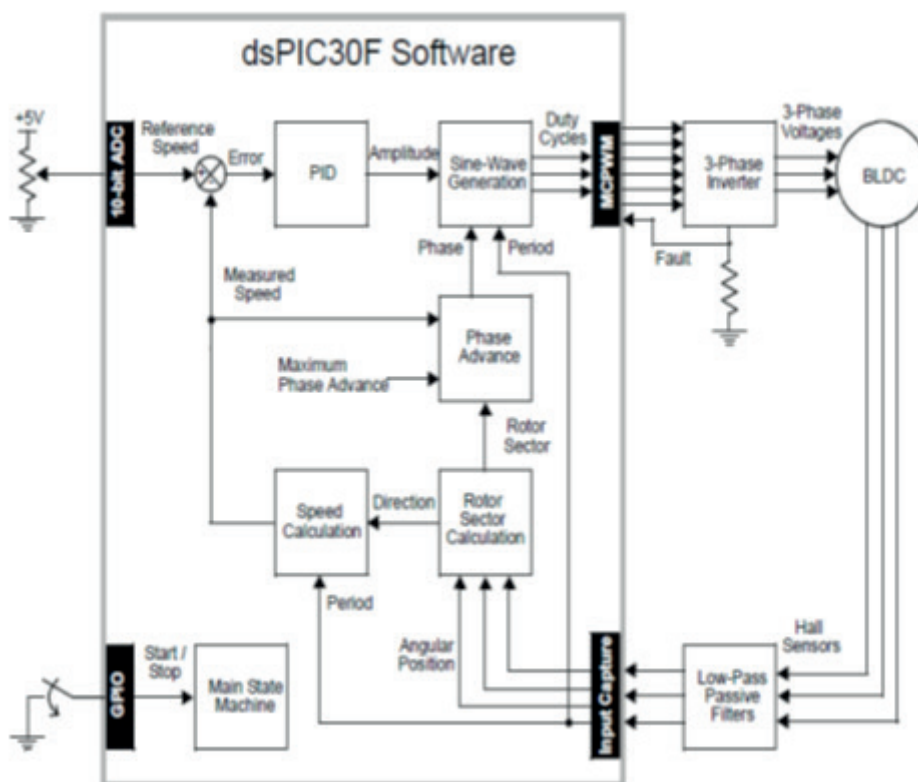 dsPIC30F Software
+5V
10-bit ADC
Reference
Speed
Error
PID
Amplitude
Sine-Wave
Generation
Duty
Cycles
MCPWM
3-Phase
Inverter
3-Phase
Voltages
BLDC
Fault
Phase
Period
Measured
Speed
Phase
Advance
Maximum
Phase Advance
Rotor
Sector
Speed
Calculation
Direction
Rotor
Sector
Calculation
Period
Angular
Position
Input Capture
Hall
Sensors
Low-Pass
Passive
Filters
GPIO
Start /
Stop
Main State
Machine